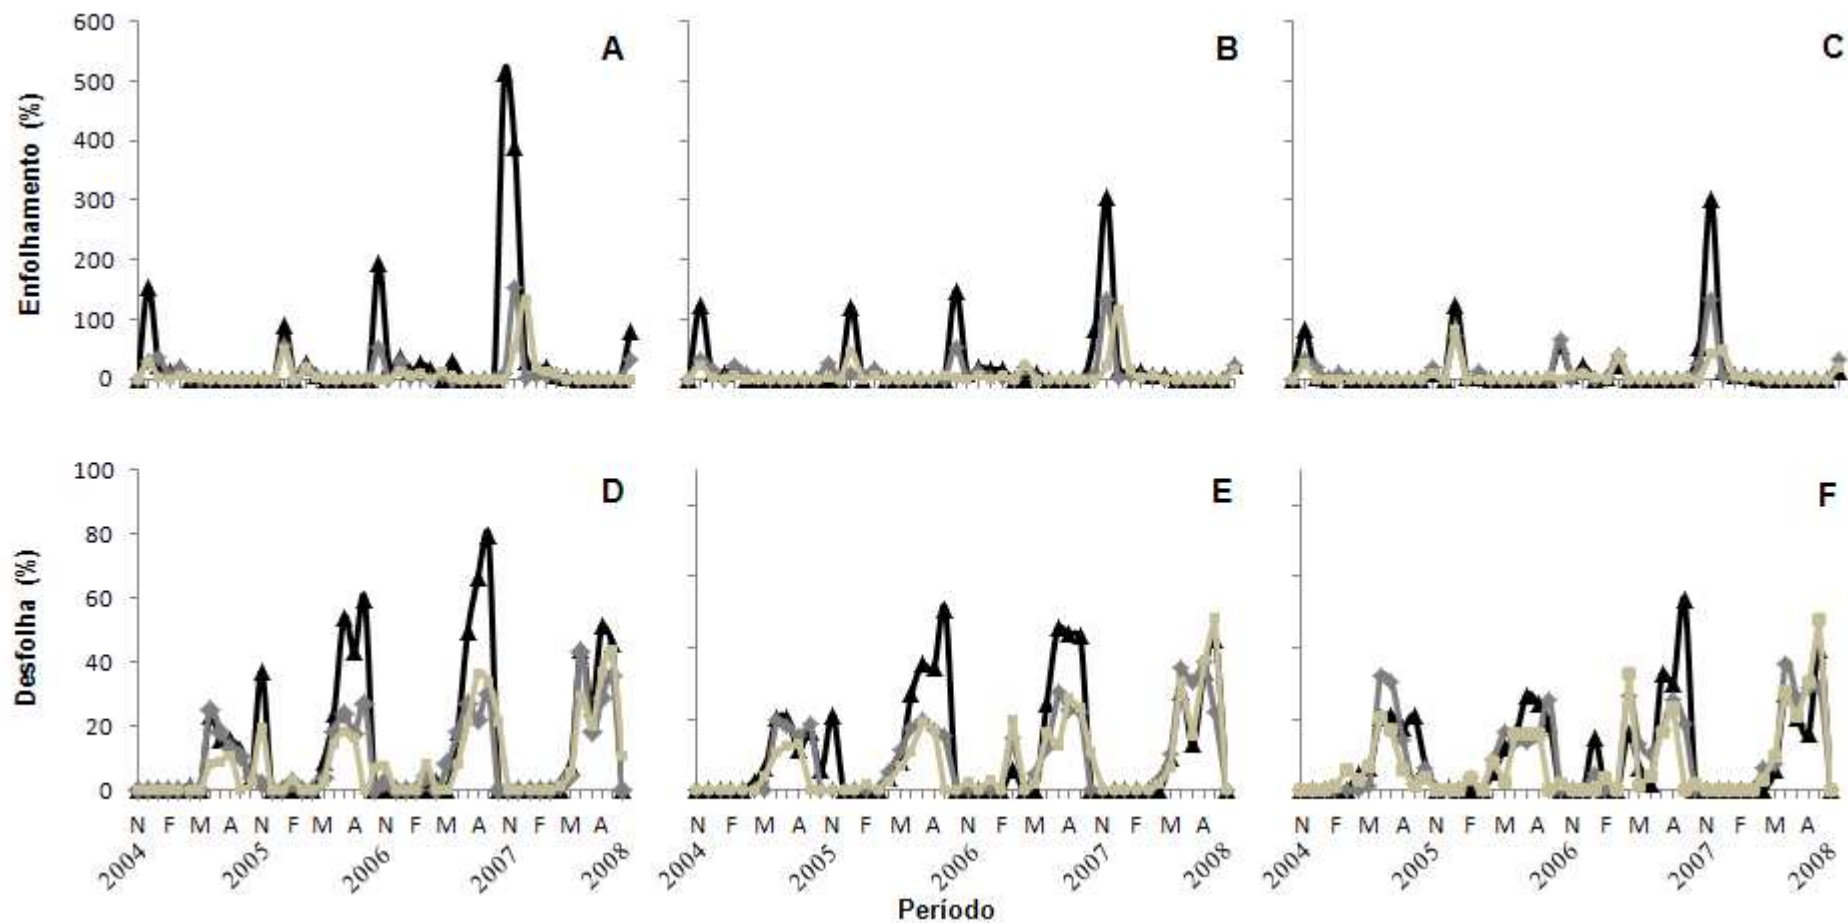 A B C
Enfolhamento (%)
600
500
400
300
200
100
0
D E F
Desfolha (%)
100
80
60
40
20
0
N F M A N F M A N F M A N F M A
N F M A N F M A N F M A N F M A
N F M A N F M A N F M A N F M A
2004 2005 2006 2007 2008
2004 2005 2006 2007 2008
2004 2005 2006 2007 2008
Período